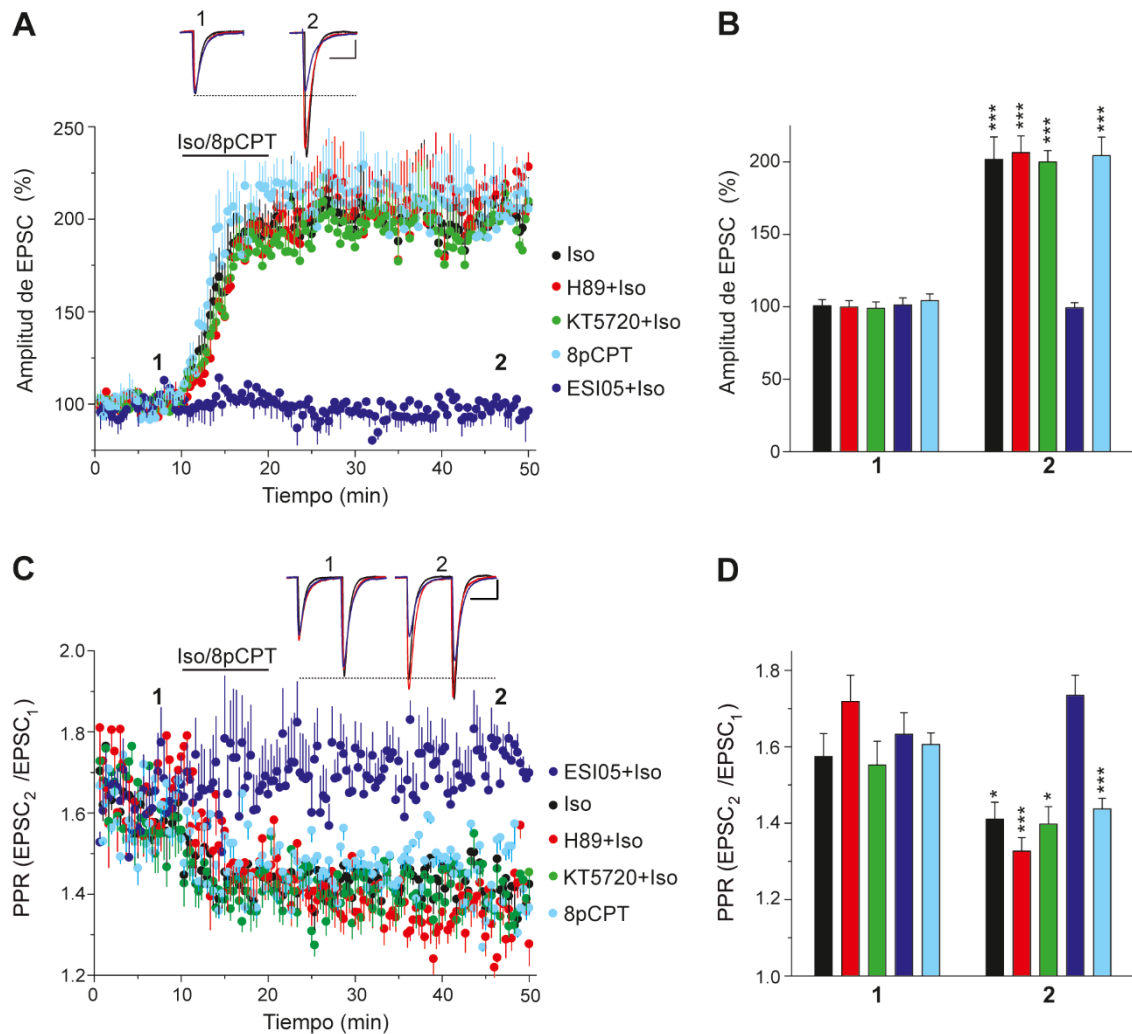 A
1
2
Iso/8pCPT
Amplitud de EPSC (%)
250
200
150
100
1
2
0
10
20
30
40
50
Tiempo (min)
Iso
H89+Iso
KT5720+Iso
8pCPT
ESI05+Iso
B
Amplitud de EPSC (%)
200
150
100
50
0
***
***
***
***
1
2
C
1
2
Iso/8pCPT
PPR (EPSC2 /EPSC1)
2.0
1.8
1.6
1.4
1.2
1
2
0
10
20
30
40
50
Tiempo (min)
ESI05+Iso
Iso
H89+Iso
KT5720+Iso
8pCPT
D
PPR (EPSC2 /EPSC1)
1.8
1.6
1.4
1.2
1.0
*
***
*
***
1
2